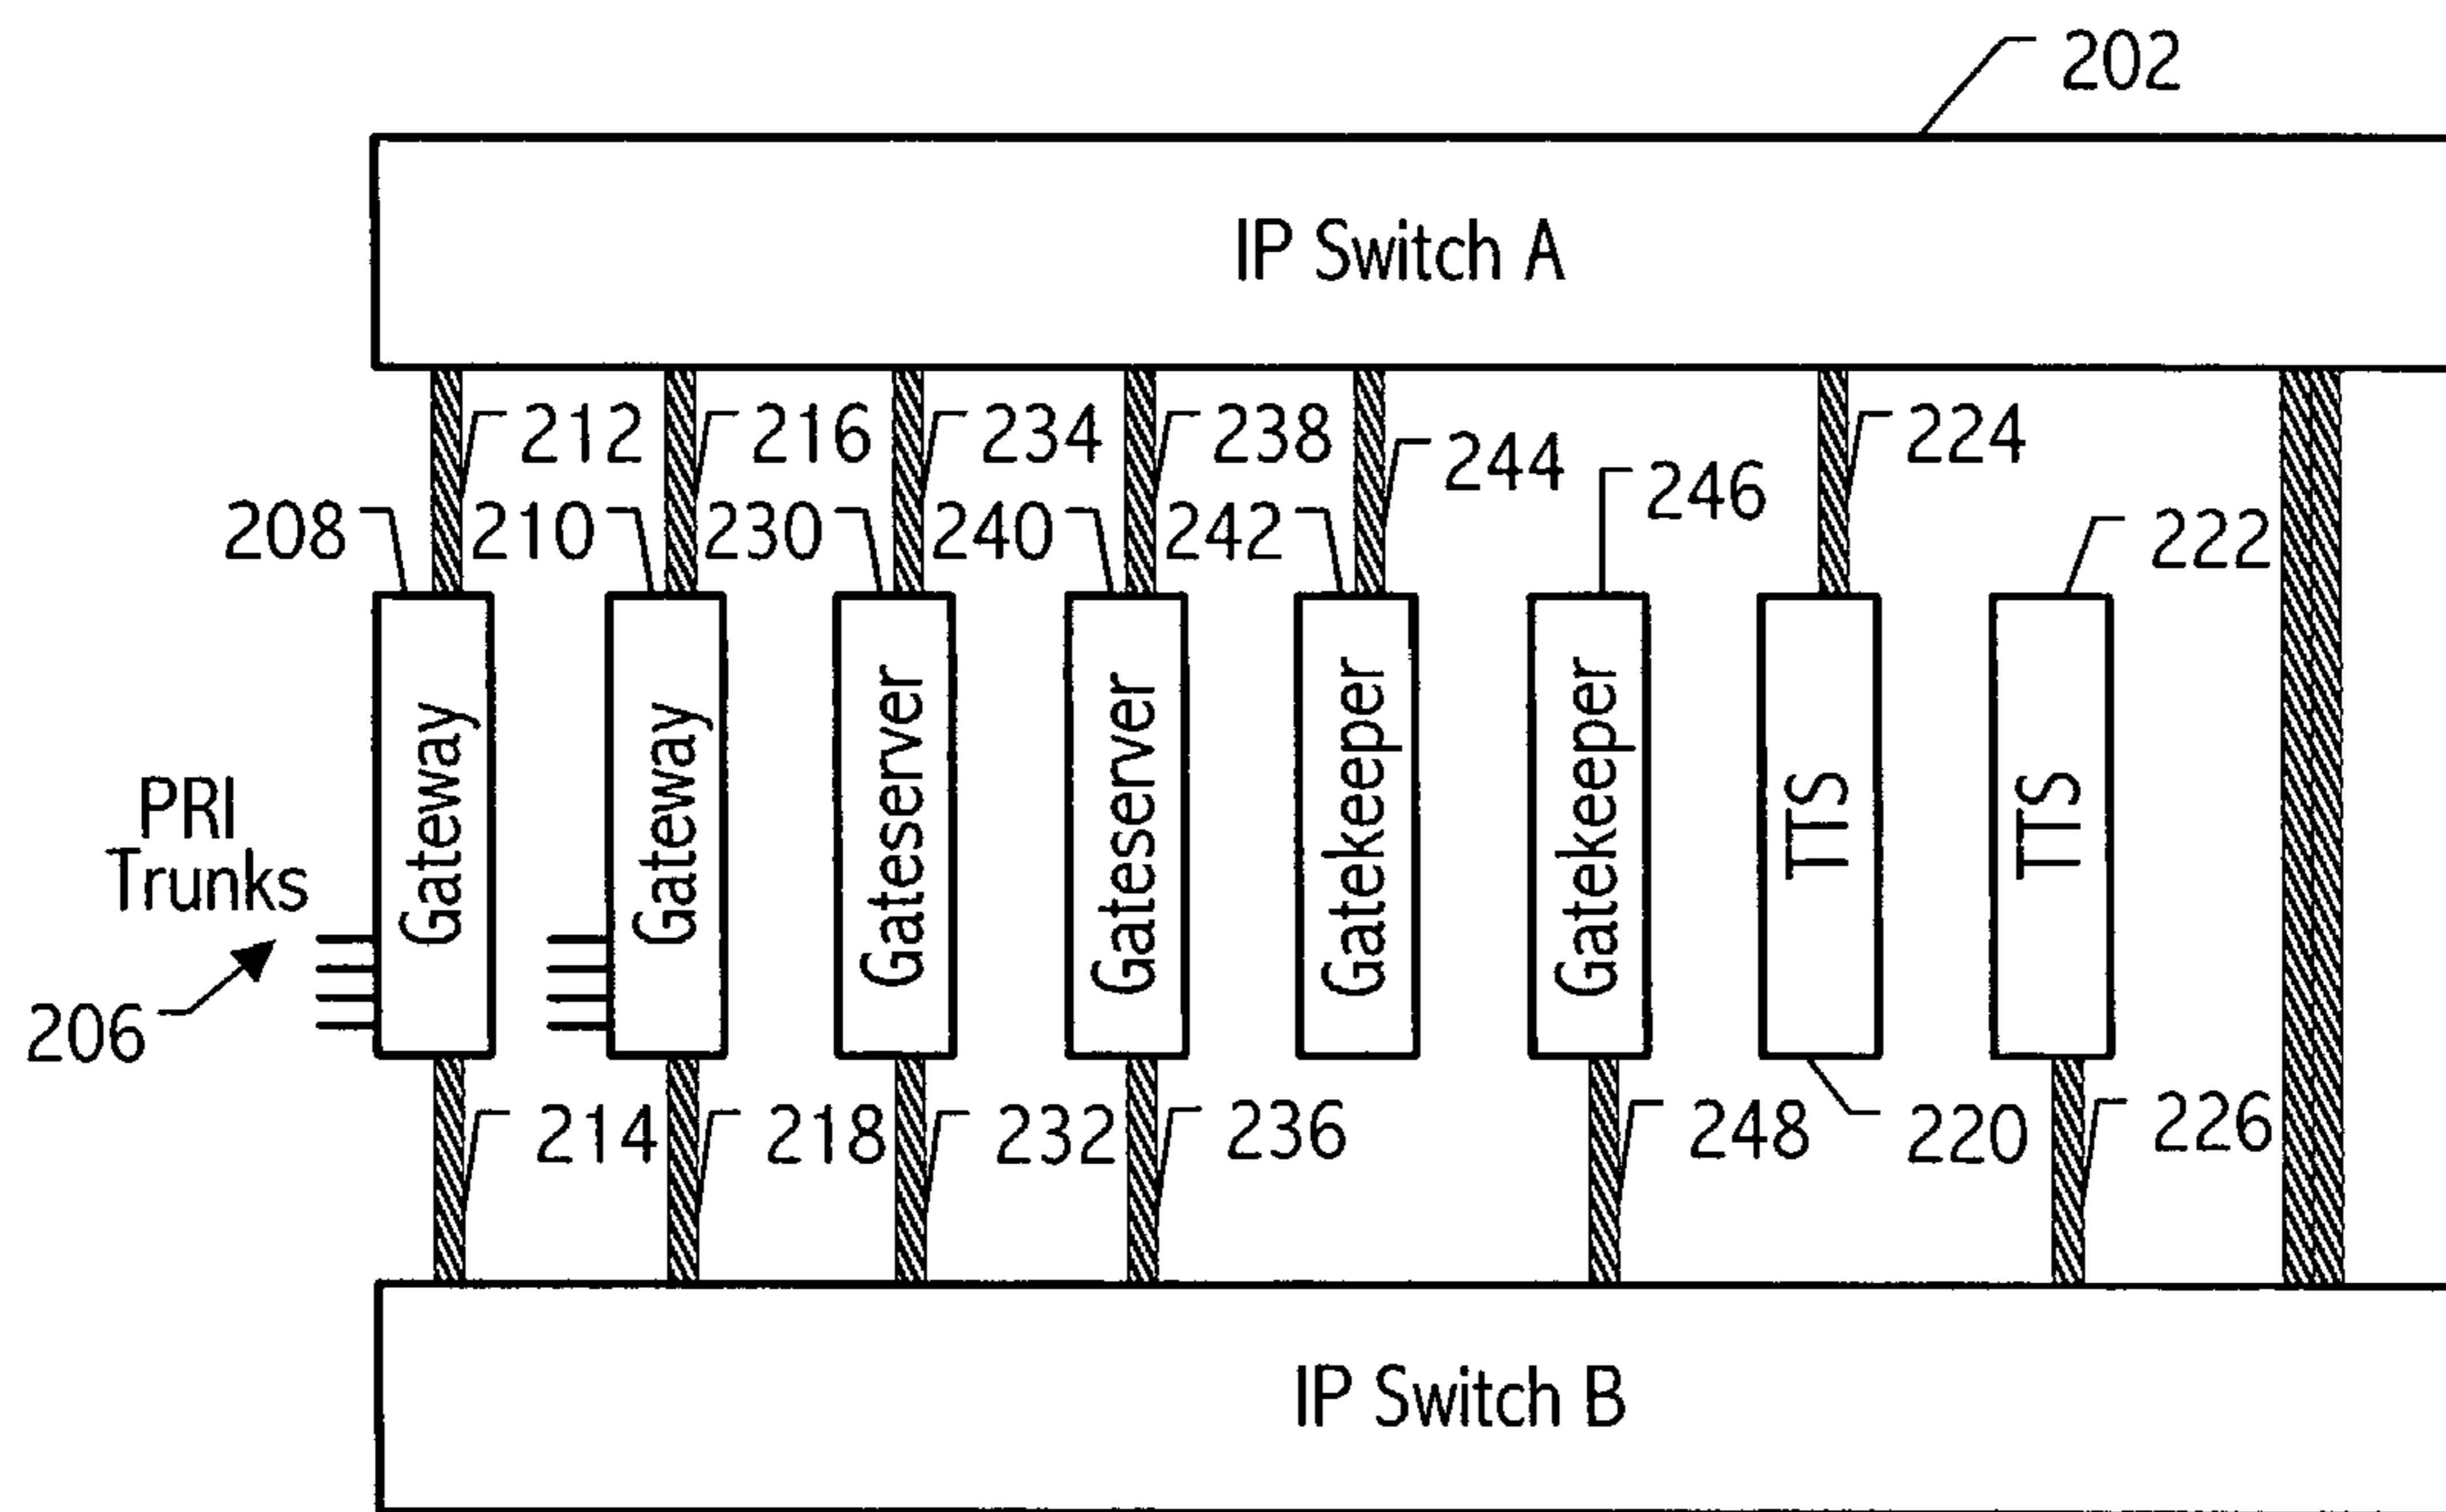 202
IP Switch A
212
216
234
238
244
224
246
208
210
230
240
242
222
Gateway
Gateway
Gateserver
Gateserver
Gatekeeper
Gatekeeper
TTS
TTS
PRI
Trunks
206
214
218
232
236
248
220
226
IP Switch B